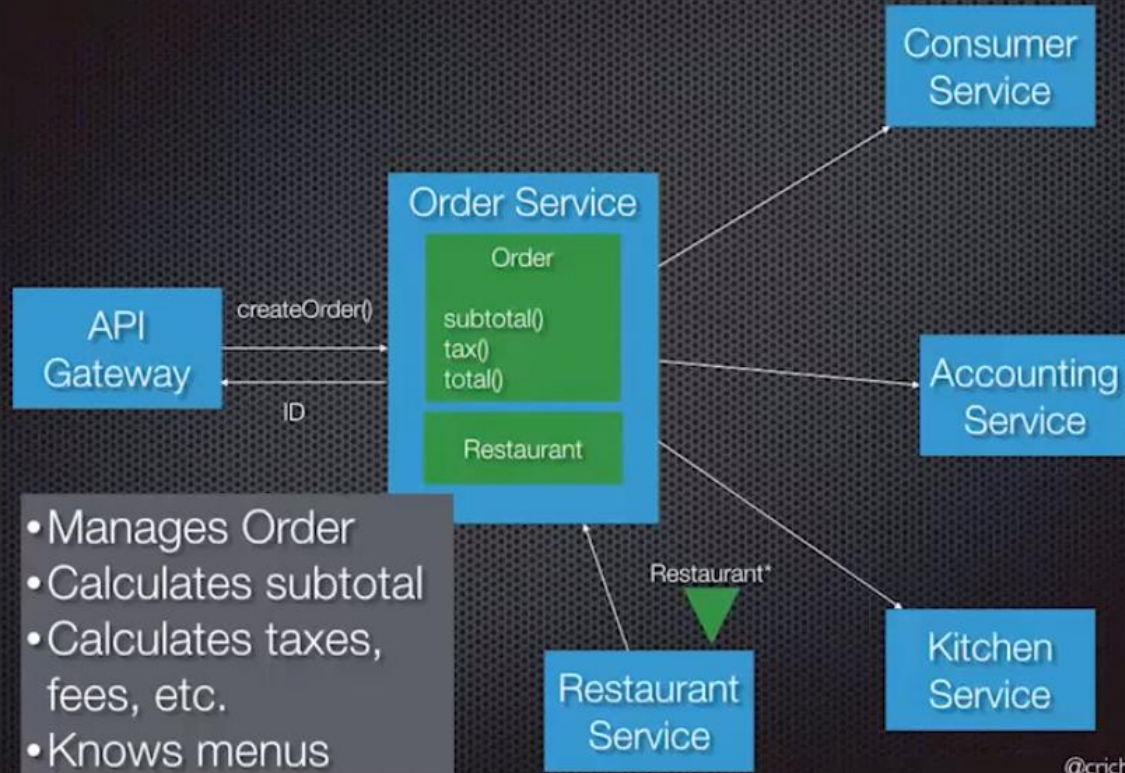 Consumer
Service
Order Service
Order
subtotal()
tax()
total()
Restaurant
API
Gateway
createOrder()
ID
Accounting
Service
• Manages Order
• Calculates subtotal
• Calculates taxes,
fees, etc.
• Knows menus
Restaurant*
Restaurant
Service
Kitchen
Service